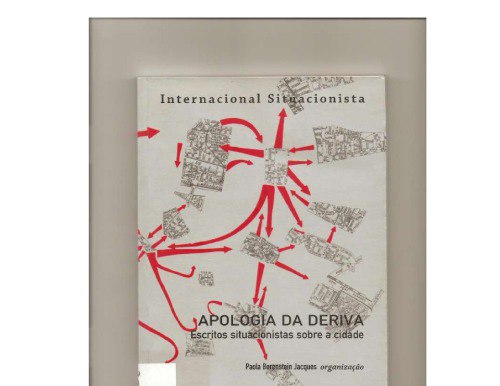 Internacional Situacionista
APOLOGIA DA DERIVA
Escritos situacionistas sobre a cidade
Paola Berenstein Jacques organização